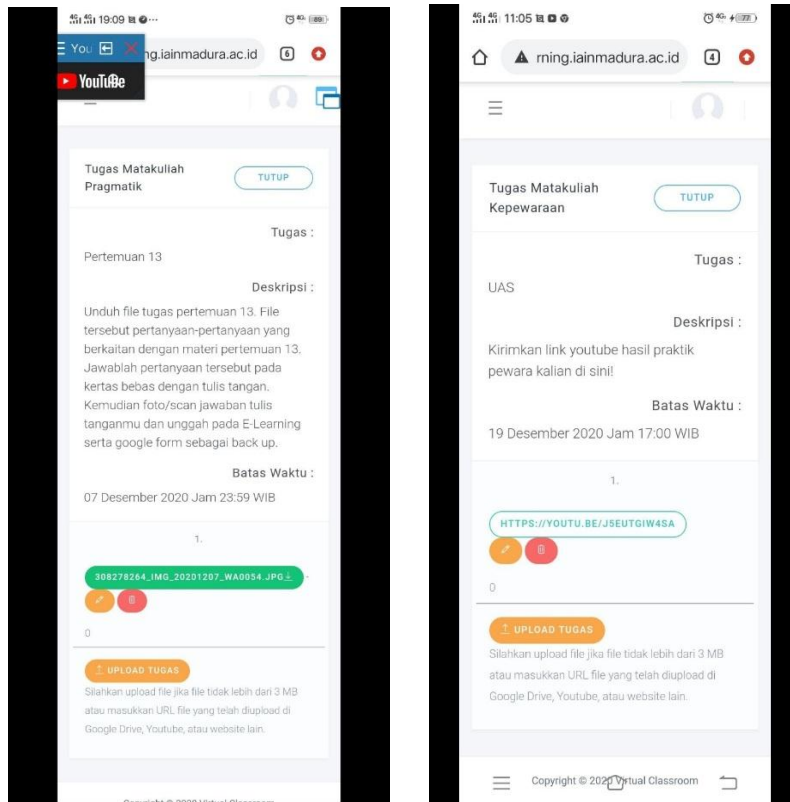 19:09
You
ng.iainmadura.ac.id
6
YouTube
Tugas Matakuliah
Pragmatik
TUTUP
Tugas :
Pertemuan 13
Deskripsi :
Unduh file tugas pertemuan 13. File
tersebut pertanyaan-pertanyaan yang
berkaitan dengan materi pertemuan 13.
Jawablah pertanyaan tersebut pada
kertas bebas dengan tulis tangan.
Kemudian foto/scan jawaban tulis
tanganmu dan unggah pada E-Learning
serta google form sebagai back up.
Batas Waktu :
07 Desember 2020 Jam 23:59 WIB
1.
308278264_IMG_20201207_WA0054.JPG
-
0
UPLOAD TUGAS
Silahkan upload file jika file tidak lebih dari 3 MB
atau masukkan URL file yang telah diupload di
Google Drive, Youtube, atau website lain.
Copyright © 2020 Virtual Classroom
11:05
rning.iainmadura.ac.id
4
Tugas Matakuliah
Kepewaraan
TUTUP
Tugas :
UAS
Deskripsi :
Kirimkan link youtube hasil praktik
pewara kalian di sini!
Batas Waktu :
19 Desember 2020 Jam 17:00 WIB
1.
HTTPS://YOUTU.BE/J5EUTGIW4SA
0
UPLOAD TUGAS
Silahkan upload file jika file tidak lebih dari 3 MB
atau masukkan URL file yang telah diupload di
Google Drive, Youtube, atau website lain.
Copyright © 2020 Virtual Classroom